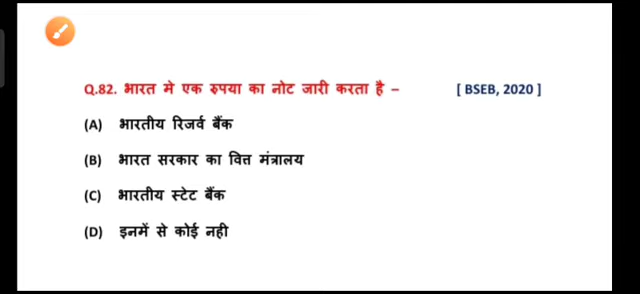 Q.82. भारत मे एक रुपया का नोट जारी करता है – [ BSEB, 2020 ]
(A) भारतीय रिजर्व बैंक
(B) भारत सरकार का वित्त मंत्रालय
(C) भारतीय स्टेट बैंक
(D) इनमें से कोई नही